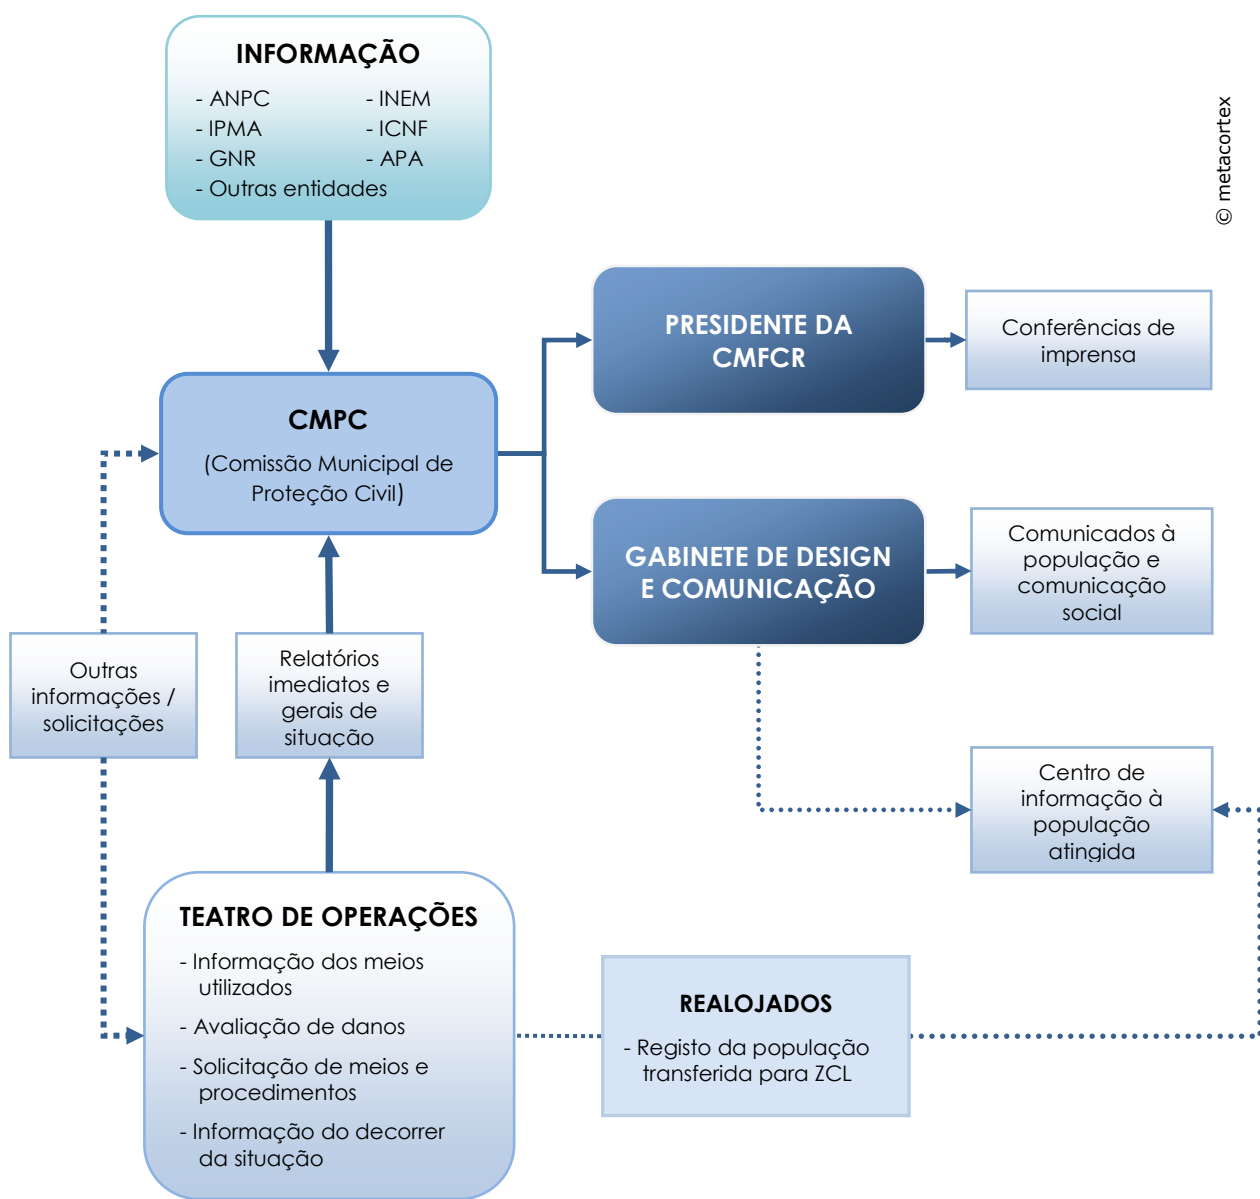 INFORMAÇÃO
- ANPC
- INEM
- IPMA
- ICNF
- GNR
- APA
- Outras entidades
© metacortex
PRESIDENTE DA
CMFCR
Conferências de
imprensa
CMPC
(Comissão Municipal de
Proteção Civil)
GABINETE DE DESIGN
E COMUNICAÇÃO
Comunicados à
população e
comunicação
social
Outras
informações /
solicitações
Relatórios
imediatos e
gerais de
situação
Centro de
informação à
população
atingida
TEATRO DE OPERAÇÕES
- Informação dos meios
utilizados
- Avaliação de danos
- Solicitação de meios e
procedimentos
- Informação do decorrer
da situação
REALOJADOS
- Registo da população
transferida para ZCL